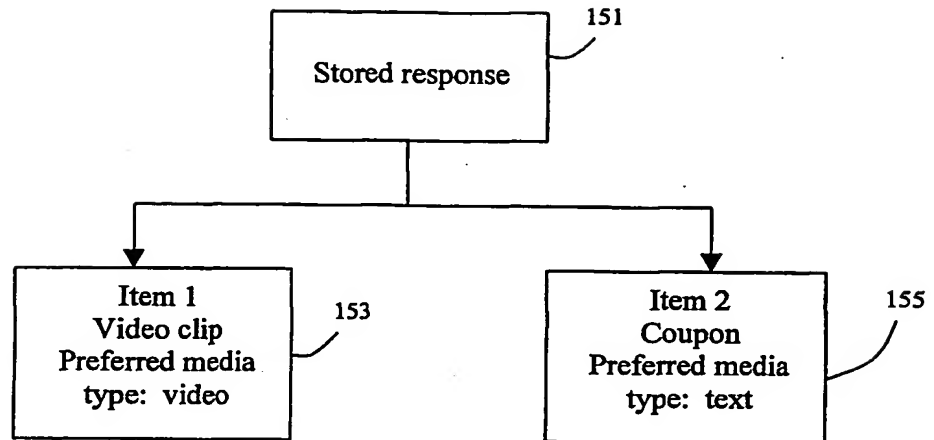 151
Stored response
Item 1
Video clip
Preferred media
type: video
153
Item 2
Coupon
Preferred media
type: text
155